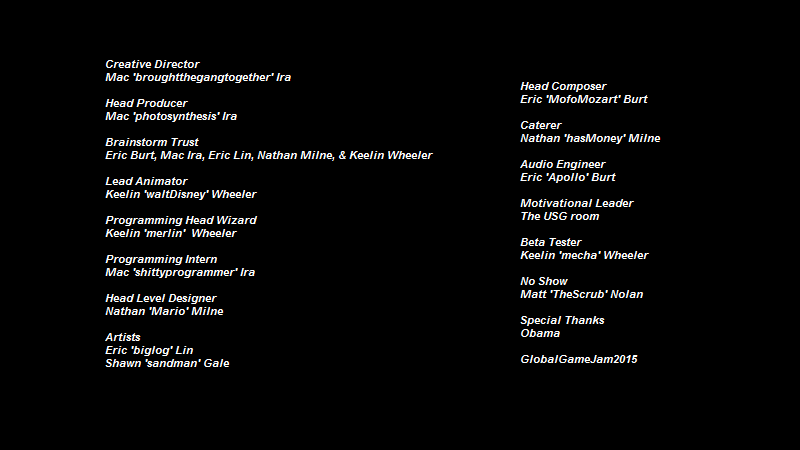 Creative Director
Mac 'broughtthegangtogether' Ira
Head Producer
Mac 'photosynthesis' Ira
Brainstorm Trust
Eric Burt, Mac Ira, Eric Lin, Nathan Milne, & Keelin Wheeler
Lead Animator
Keelin 'waltDisney' Wheeler
Programming Head Wizard
Keelin 'merlin'  Wheeler
Programming Intern
Mac 'shittyprogrammer' Ira
Head Level Designer
Nathan 'Mario' Milne
Artists
Eric 'biglog' Lin
Shawn 'sandman' Gale
Head Composer
Eric 'MofoMozart' Burt
Caterer
Nathan 'hasMoney' Milne
Audio Engineer
Eric 'Apollo' Burt
Motivational Leader
The USG room
Beta Tester
Keelin 'mecha' Wheeler
No Show
Matt 'TheScrub' Nolan
Special Thanks
Obama
GlobalGameJam2015